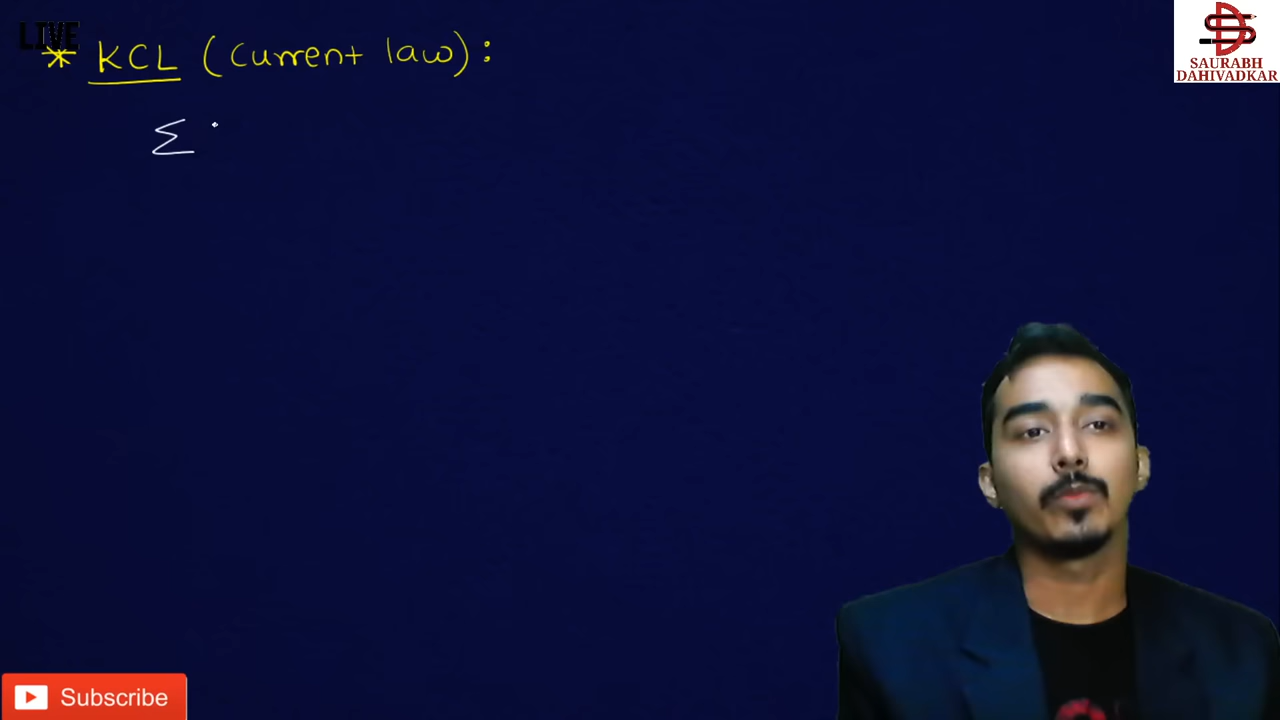 LIVE
* KCL (current law):
Σ
SAURABH
DAHIVADKAR
Subscribe